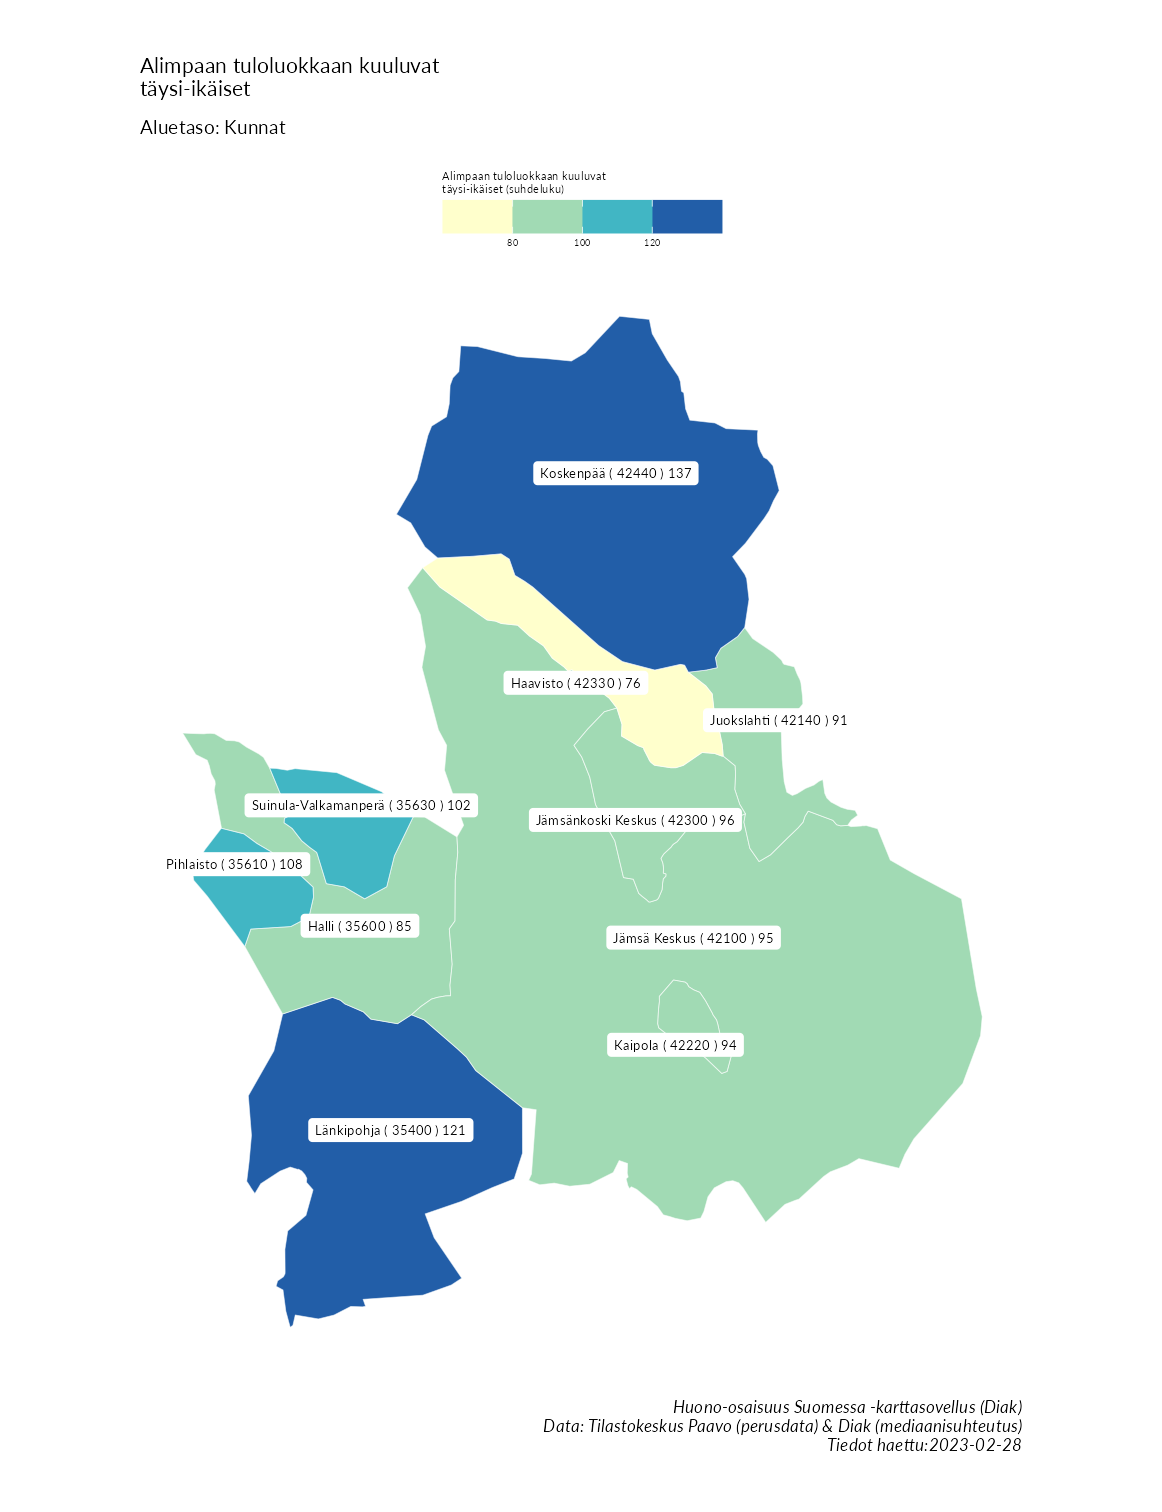 Alimpaan tuloluokkaan kuuluvat
täysi-ikäiset
Aluetaso: Kunnat
Alimpaan tuloluokkaan kuuluvat
täysi-ikäiset (suhdeluku)
80 100 120
Koskenpää ( 42440 ) 137
Haavisto ( 42330 ) 76
Juokslahti ( 42140 ) 91
Suinula-Valkamanperä ( 35630 ) 102
Jämsänkoski Keskus ( 42300 ) 96
Pihlaisto ( 35610 ) 108
Halli ( 35600 ) 85
Jämsä Keskus ( 42100 ) 95
Kaipola ( 42220 ) 94
Länkipohja ( 35400 ) 121
Huono-osaisuus Suomessa -karttasovellus (Diak)
Data: Tilastokeskus Paavo (perusdata) & Diak (mediaanisuhteutus)
Tiedot haettu:2023-02-28